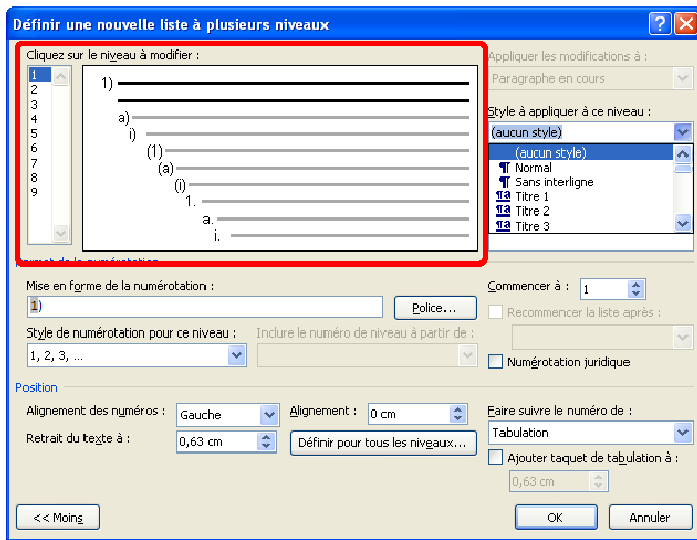 Définir une nouvelle liste à plusieurs niveaux
Cliquez sur le niveau à modifier :
1
2
3
4
5
6
7
8
9
1)
a)
i)
(1)
(a)
(i)
1.
a.
i.
Appliquer les modifications à :
Paragraphe en cours
Style à appliquer à ce niveau :
(aucun style)
(aucun style)
¶ Normal
¶ Sans interligne
¶a Titre 1
¶a Titre 2
¶a Titre 3
Format de la numérotation
Mise en forme de la numérotation :
1)
Police...
Style de numérotation pour ce niveau :
1, 2, 3, ...
Inclure le numéro de niveau à partir de :
Commencer à :
1
Recommencer la liste après :
Numérotation juridique
Position
Alignement des numéros :
Gauche
Alignement :
0 cm
Retrait du texte à :
0,63 cm
Définir pour tous les niveaux...
Faire suivre le numéro de :
Tabulation
Ajouter taquet de tabulation à :
0,63 cm
<< Moins
OK
Annuler